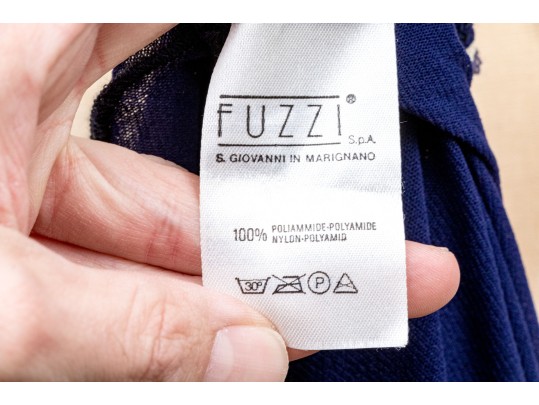 FUZZI®
S.p.A.
S. GIOVANNI IN MARIGNANO
100% POLIAMMIDE-POLYAMIDE
NYLON-POLYAMID
30° P